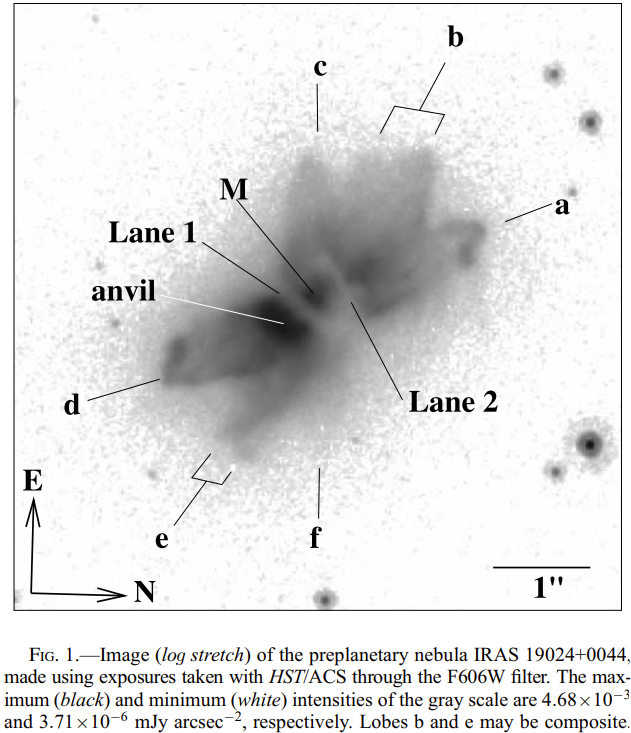 b
c
M
a
Lane 1
anvil
d
Lane 2
E
e
f
N
1"
FIG. 1.—Image (log stretch) of the preplanetary nebula IRAS 19024+0044,
made using exposures taken with HST/ACS through the F606W filter. The max-
imum (black) and minimum (white) intensities of the gray scale are 4.68×10⁻³
and 3.71×10⁻⁶ mJy arcsec⁻², respectively. Lobes b and e may be composite.